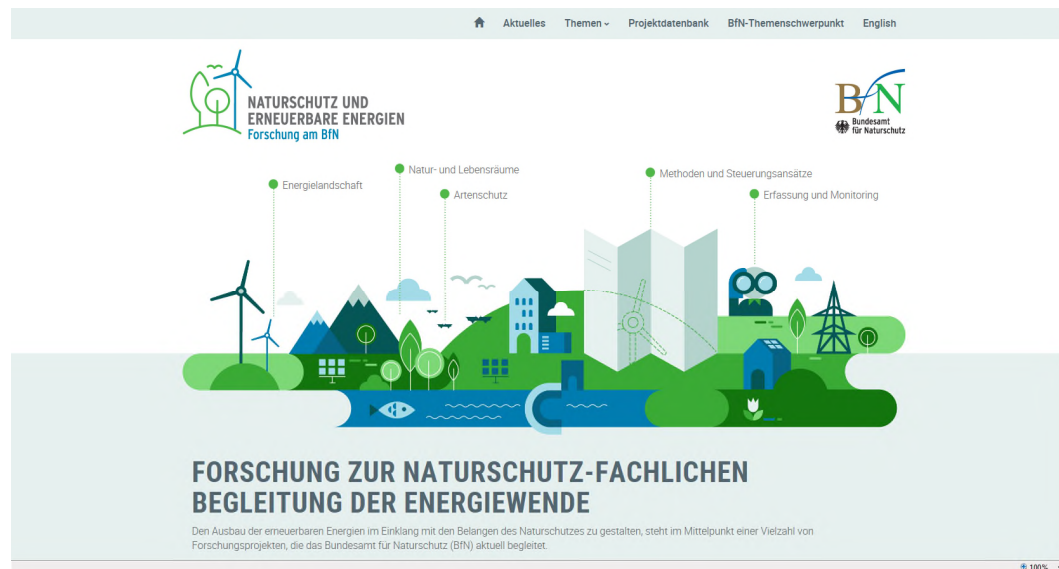 Aktuelles Themen Projektdatenbank BfN-Themenschwerpunkt English
NATURSCHUTZ UND
ERNEUERBARE ENERGIEN
Forschung am BfN
BfN
Bundesamt
für Naturschutz
Natur- und Lebensräume
Methoden und Steuerungsansätze
Energielandschaft
Artenschutz
Erfassung und Monitoring
FORSCHUNG ZUR NATURSCHUTZ-FACHLICHEN
BEGLEITUNG DER ENERGIEWENDE
Den Ausbau der erneuerbaren Energien im Einklang mit den Belangen des Naturschutzes zu gestalten, steht im Mittelpunkt einer Vielzahl von
Forschungsprojekten, die das Bundesamt für Naturschutz (BfN) aktuell begleitet.
100%